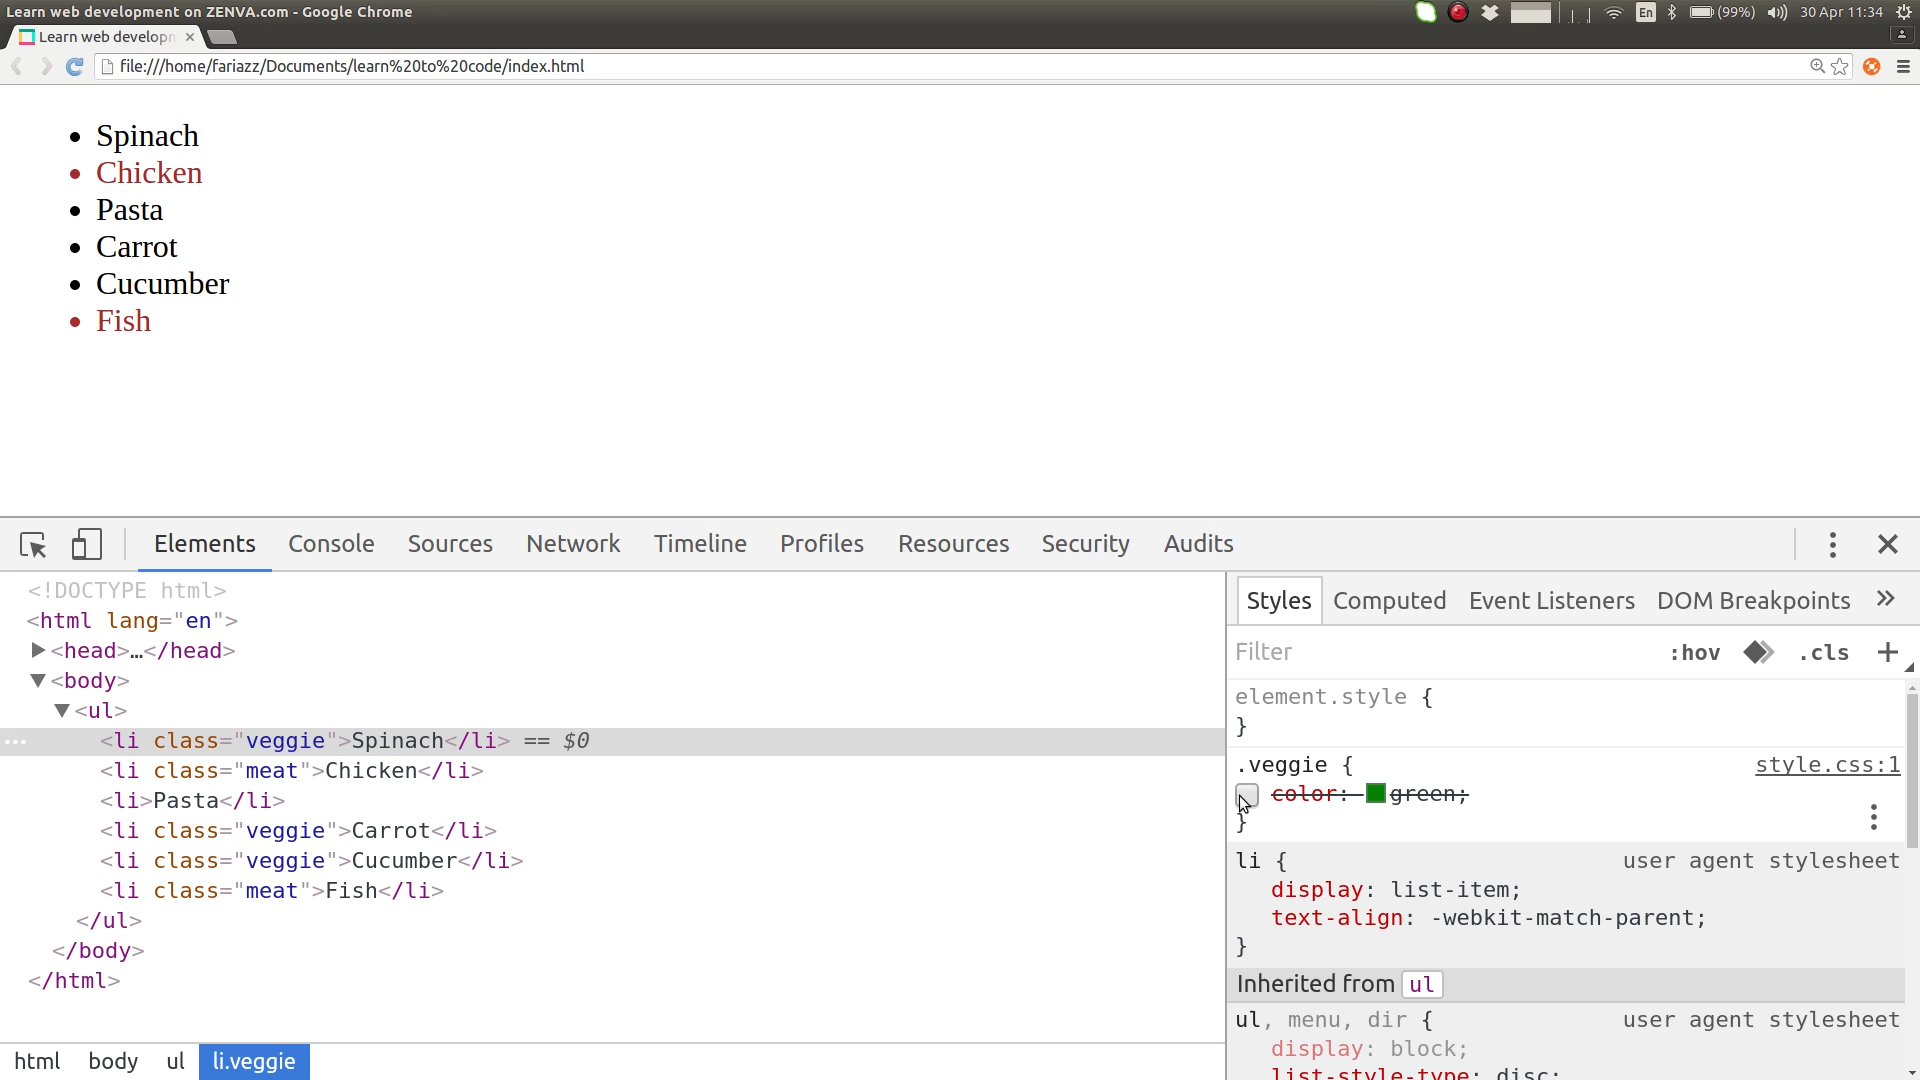 Learn web development on ZENVA.com - Google Chrome
En (99%) 30 Apr 11:34
Learn web developm
file:///home/fariazz/Documents/learn%20to%20code/index.html
Spinach
Chicken
Pasta
Carrot
Cucumber
Fish
Elements Console Sources Network Timeline Profiles Resources Security Audits
<!DOCTYPE html>
<html lang="en">
<head>…</head>
<body>
<ul>
<li class="veggie">Spinach</li> == $0
<li class="meat">Chicken</li>
<li>Pasta</li>
<li class="veggie">Carrot</li>
<li class="veggie">Cucumber</li>
<li class="meat">Fish</li>
</ul>
</body>
</html>
html body ul li.veggie
Styles Computed Event Listeners DOM Breakpoints »
Filter :hov .cls +
element.style {
}
.veggie { style.css:1
color: green;
}
li { user agent stylesheet
display: list-item;
text-align: -webkit-match-parent;
}
Inherited from ul
ul, menu, dir { user agent stylesheet
display: block;
list-style-type: disc;